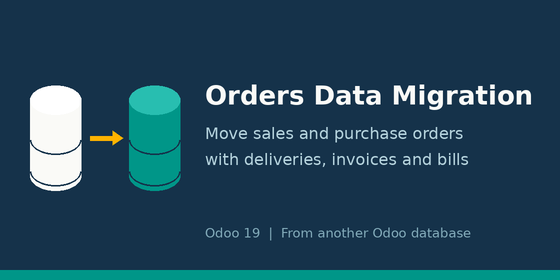 Orders Data Migration
Move sales and purchase orders
with deliveries, invoices and bills
Odoo 19 | From another Odoo database